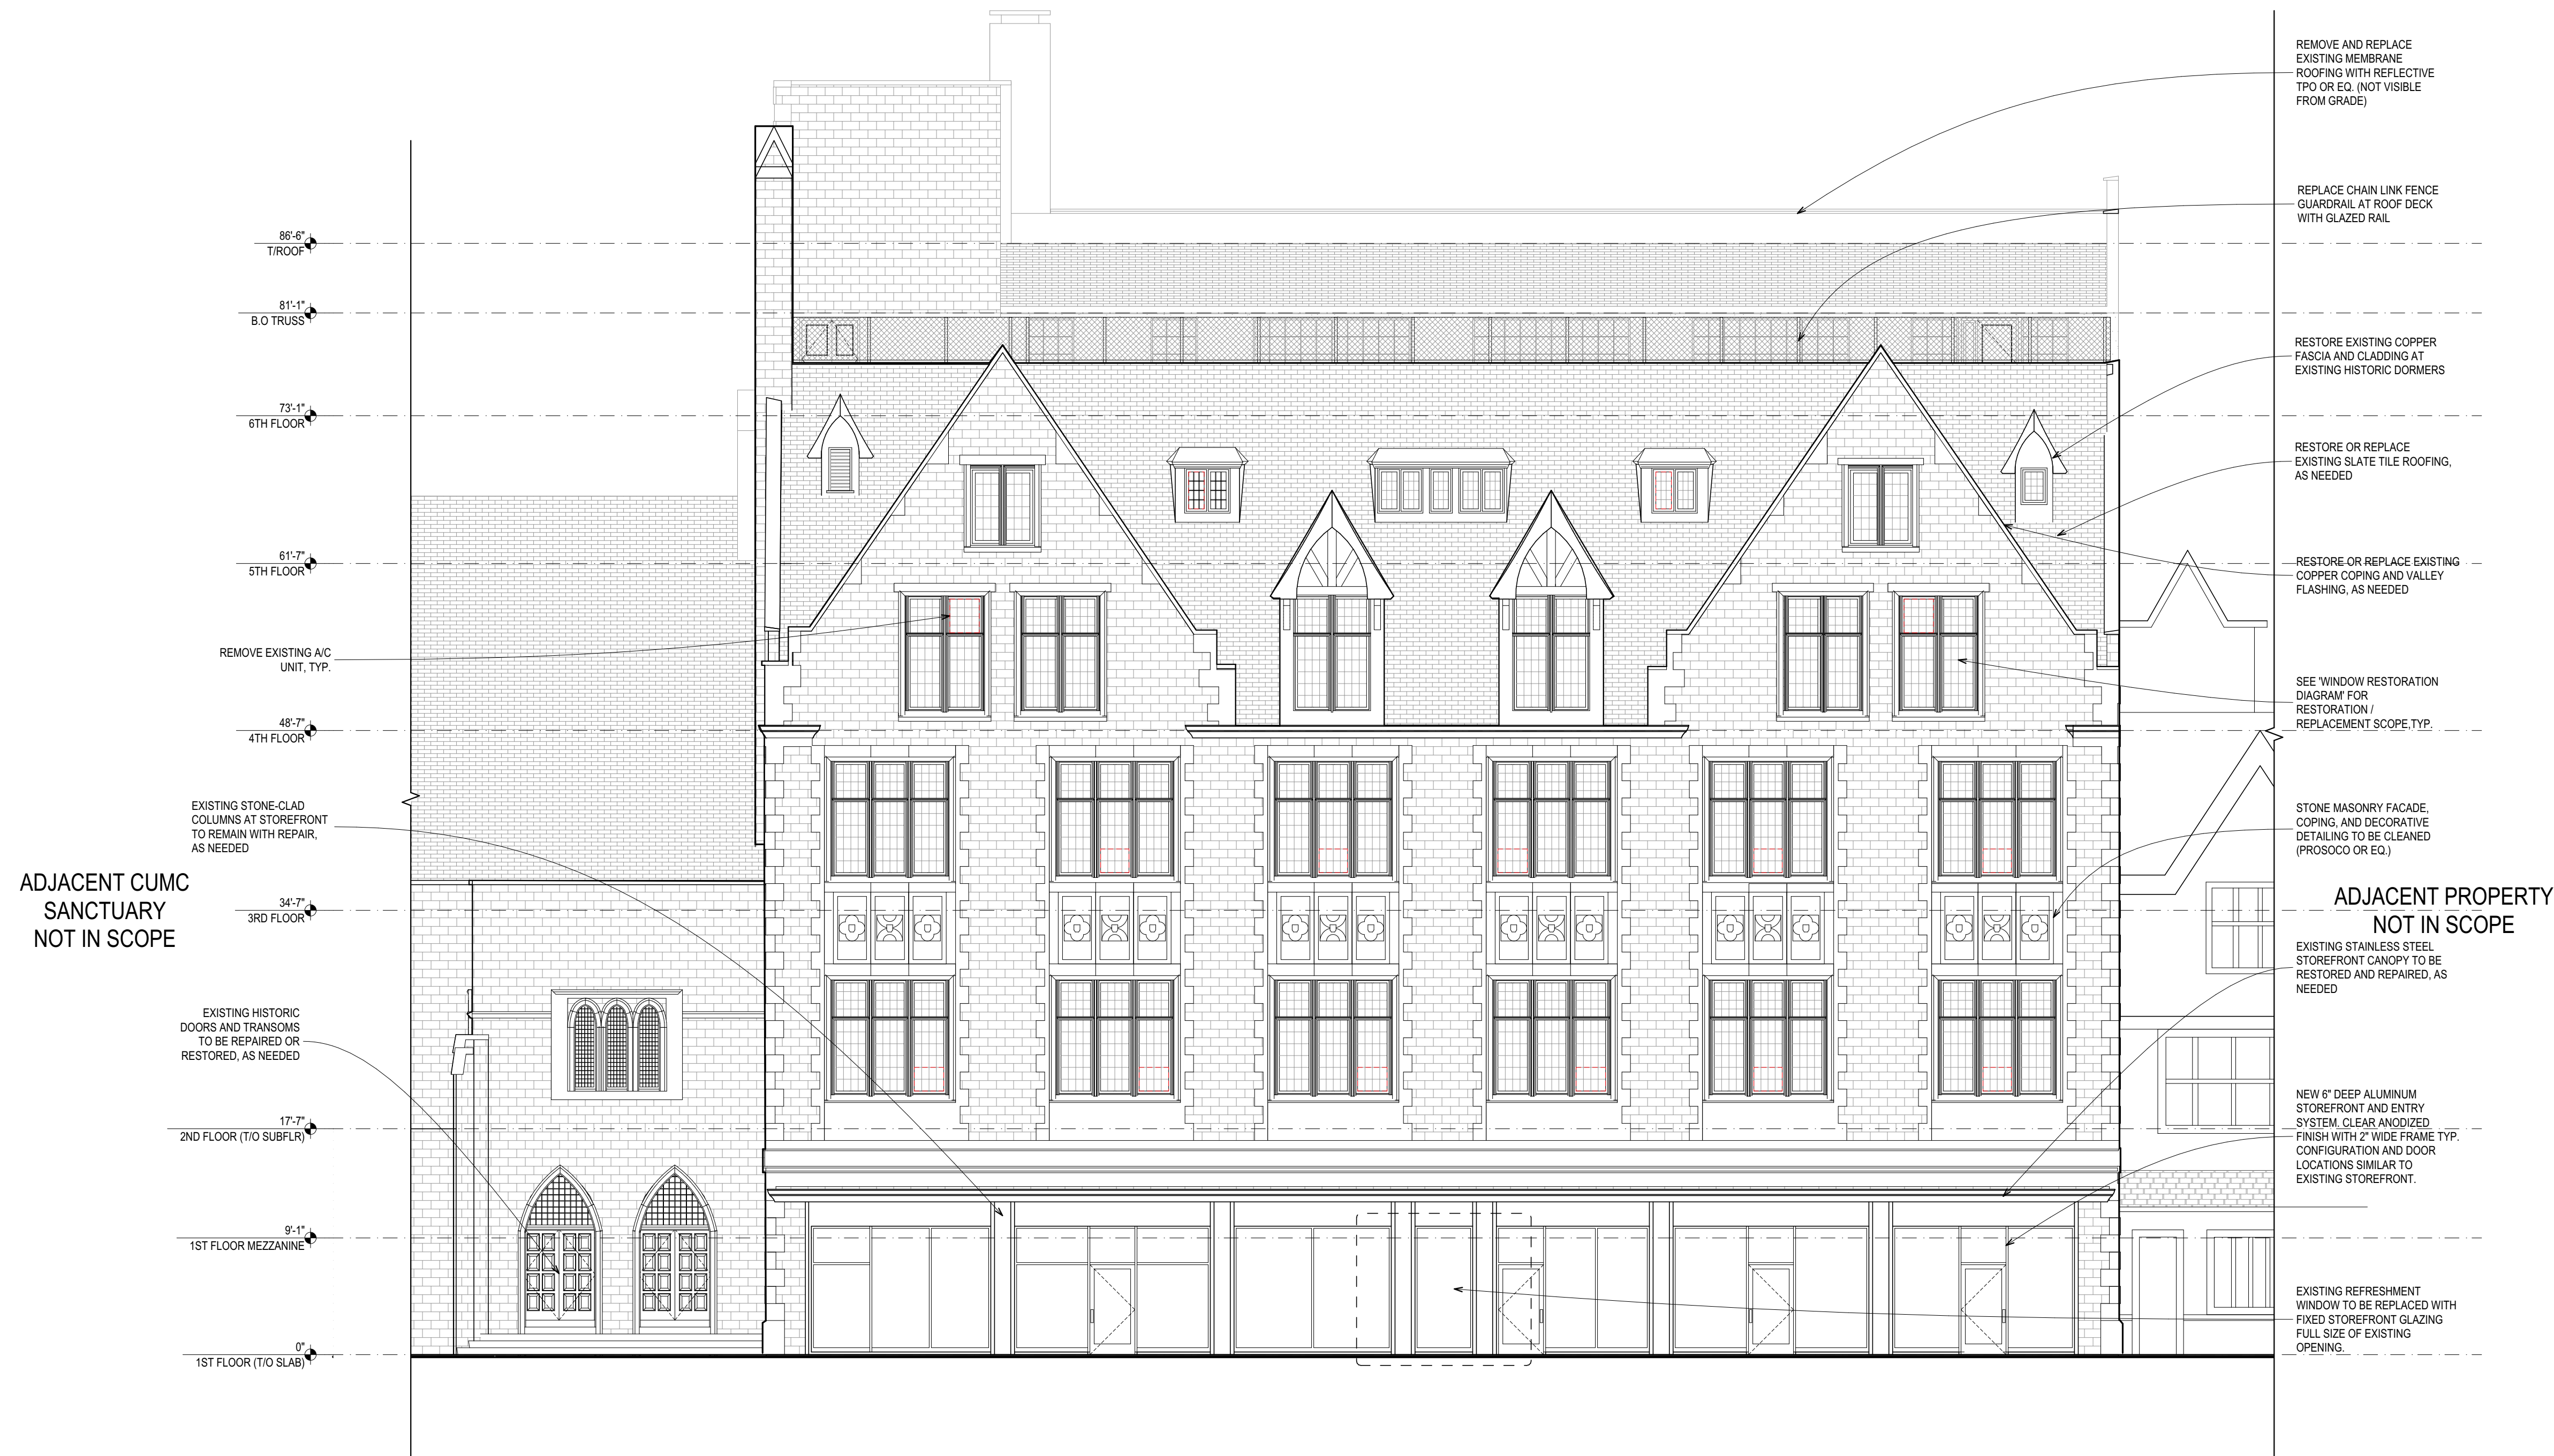 86'-6"
T/ROOF
81'-1"
B.O TRUSS
73'-1"
6TH FLOOR
61'-7"
5TH FLOOR
REMOVE EXISTING A/C
UNIT, TYP.
48'-7"
4TH FLOOR
EXISTING STONE-CLAD
COLUMNS AT STOREFRONT
TO REMAIN WITH REPAIR,
AS NEEDED
ADJACENT CUMC
SANCTUARY
NOT IN SCOPE
34'-7"
3RD FLOOR
EXISTING HISTORIC
DOORS AND TRANSOMS
TO BE REPAIRED OR
RESTORED, AS NEEDED
17'-7"
2ND FLOOR (T/O SUBFLR)
9'-1"
1ST FLOOR MEZZANINE
0"
1ST FLOOR (T/O SLAB)
REMOVE AND REPLACE
EXISTING MEMBRANE
ROOFING WITH REFLECTIVE
TPO OR EQ. (NOT VISIBLE
FROM GRADE)
REPLACE CHAIN LINK FENCE
GUARDRAIL AT ROOF DECK
WITH GLAZED RAIL
RESTORE EXISTING COPPER
FASCIA AND CLADDING AT
EXISTING HISTORIC DORMERS
RESTORE OR REPLACE
EXISTING SLATE TILE ROOFING,
AS NEEDED
RESTORE OR REPLACE EXISTING
COPPER COPING AND VALLEY
FLASHING, AS NEEDED
SEE 'WINDOW RESTORATION
DIAGRAM' FOR
RESTORATION /
REPLACEMENT SCOPE,TYP.
STONE MASONRY FACADE,
COPING, AND DECORATIVE
DETAILING TO BE CLEANED
(PROSOCO OR EQ.)
ADJACENT PROPERTY
NOT IN SCOPE
EXISTING STAINLESS STEEL
STOREFRONT CANOPY TO BE
RESTORED AND REPAIRED, AS
NEEDED
NEW 6" DEEP ALUMINUM
STOREFRONT AND ENTRY
SYSTEM. CLEAR ANODIZED
FINISH WITH 2" WIDE FRAME TYP.
CONFIGURATION AND DOOR
LOCATIONS SIMILAR TO
EXISTING STOREFRONT.
EXISTING REFRESHMENT
WINDOW TO BE REPLACED WITH
FIXED STOREFRONT GLAZING
FULL SIZE OF EXISTING
OPENING.